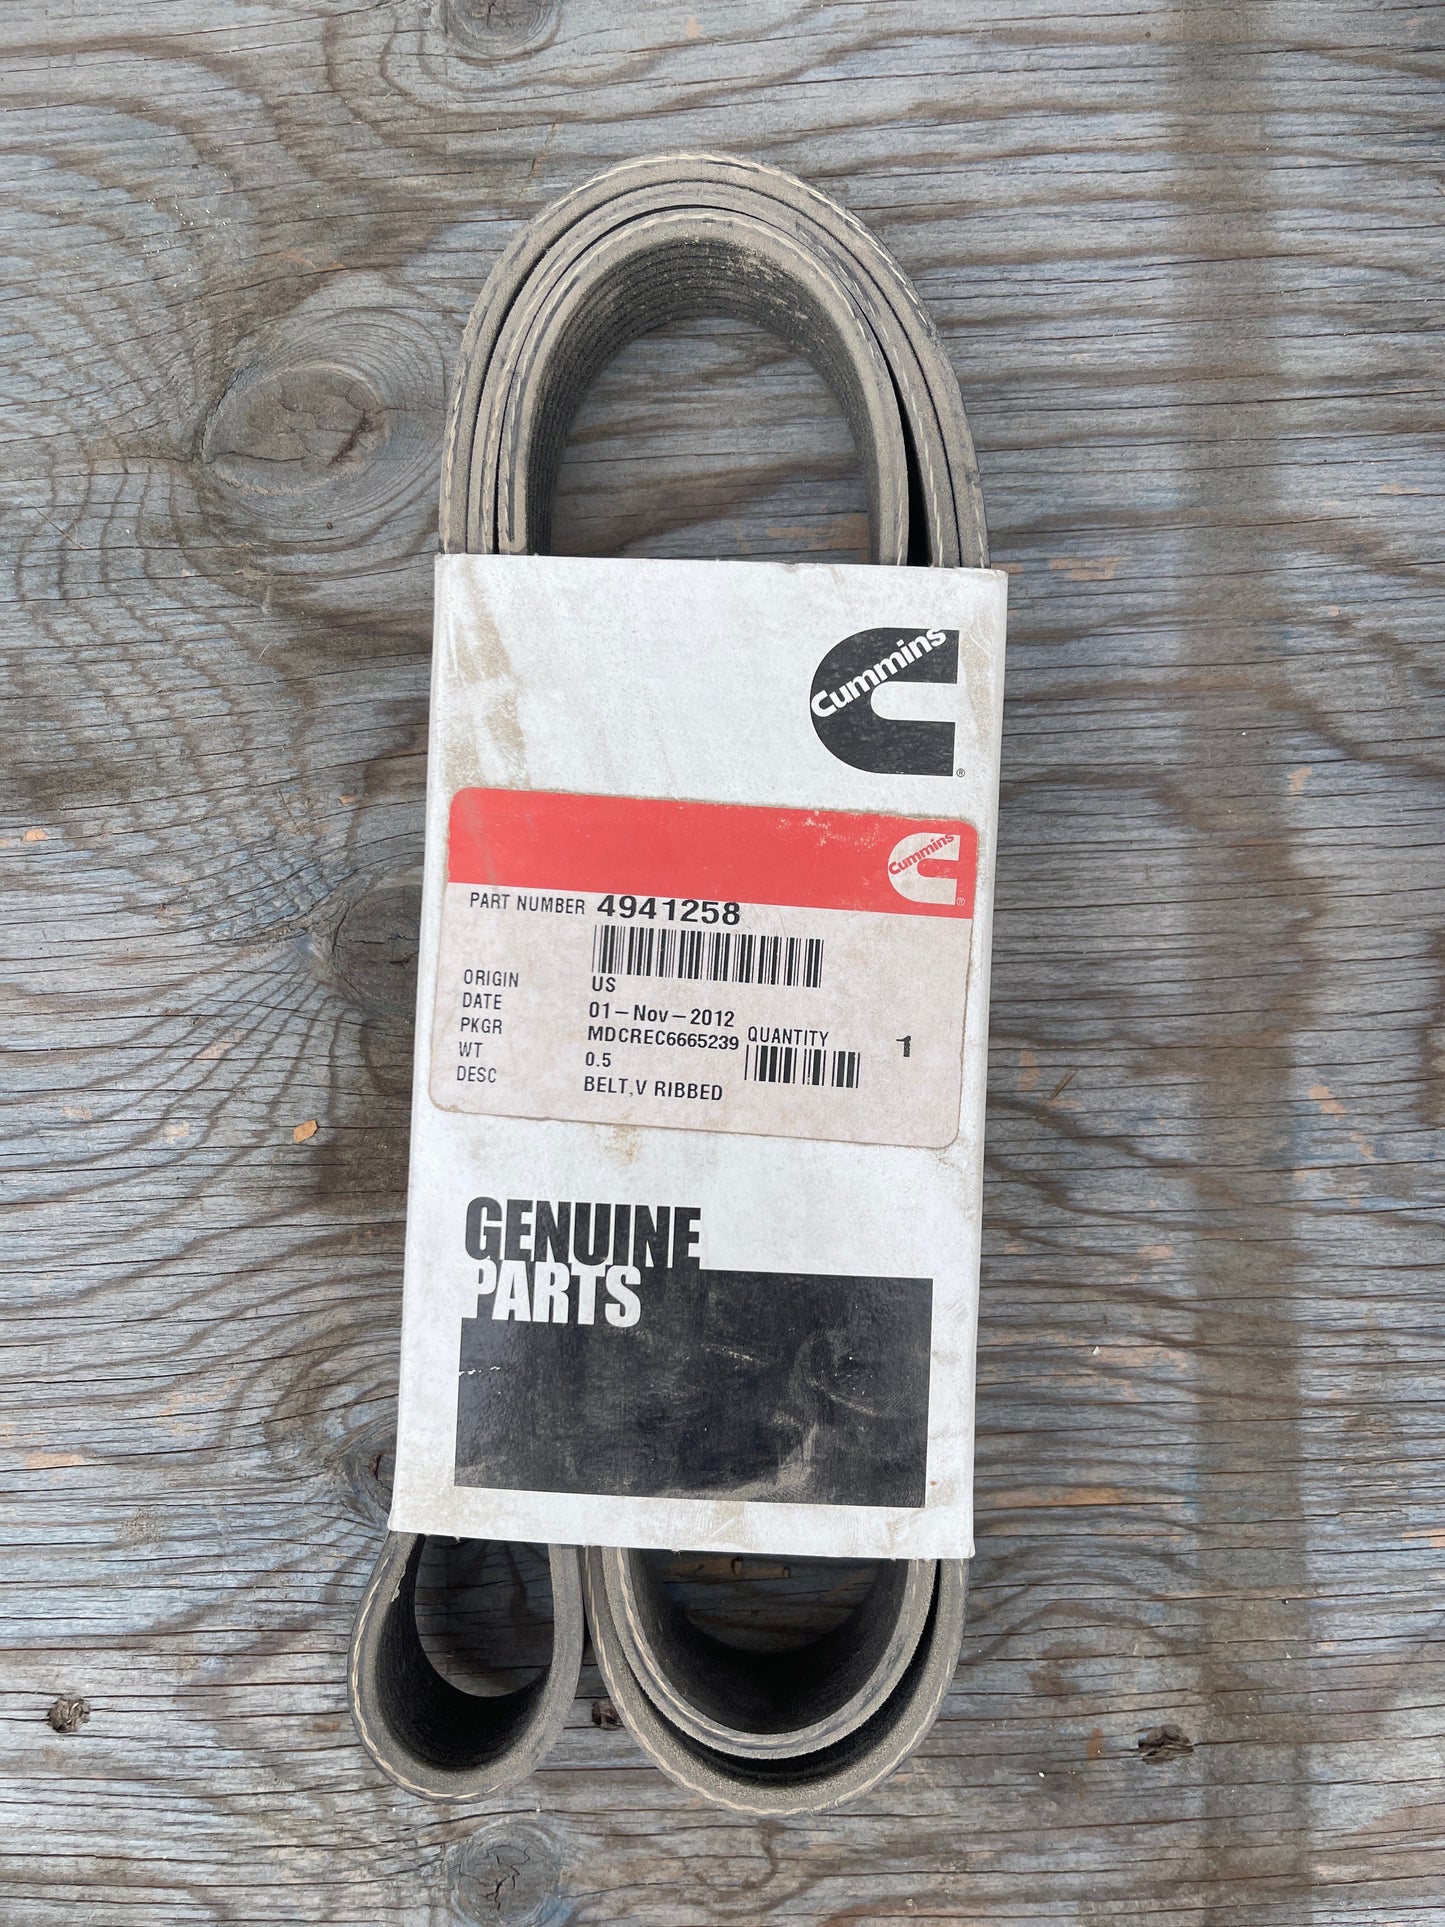 Cummins
®
Cummins
®
PART NUMBER 4941258
ORIGIN US
DATE 01-Nov-2012
PKGR MDCREC6665239 QUANTITY 1
WT 0.5
DESC BELT,V RIBBED
GENUINE
PARTS